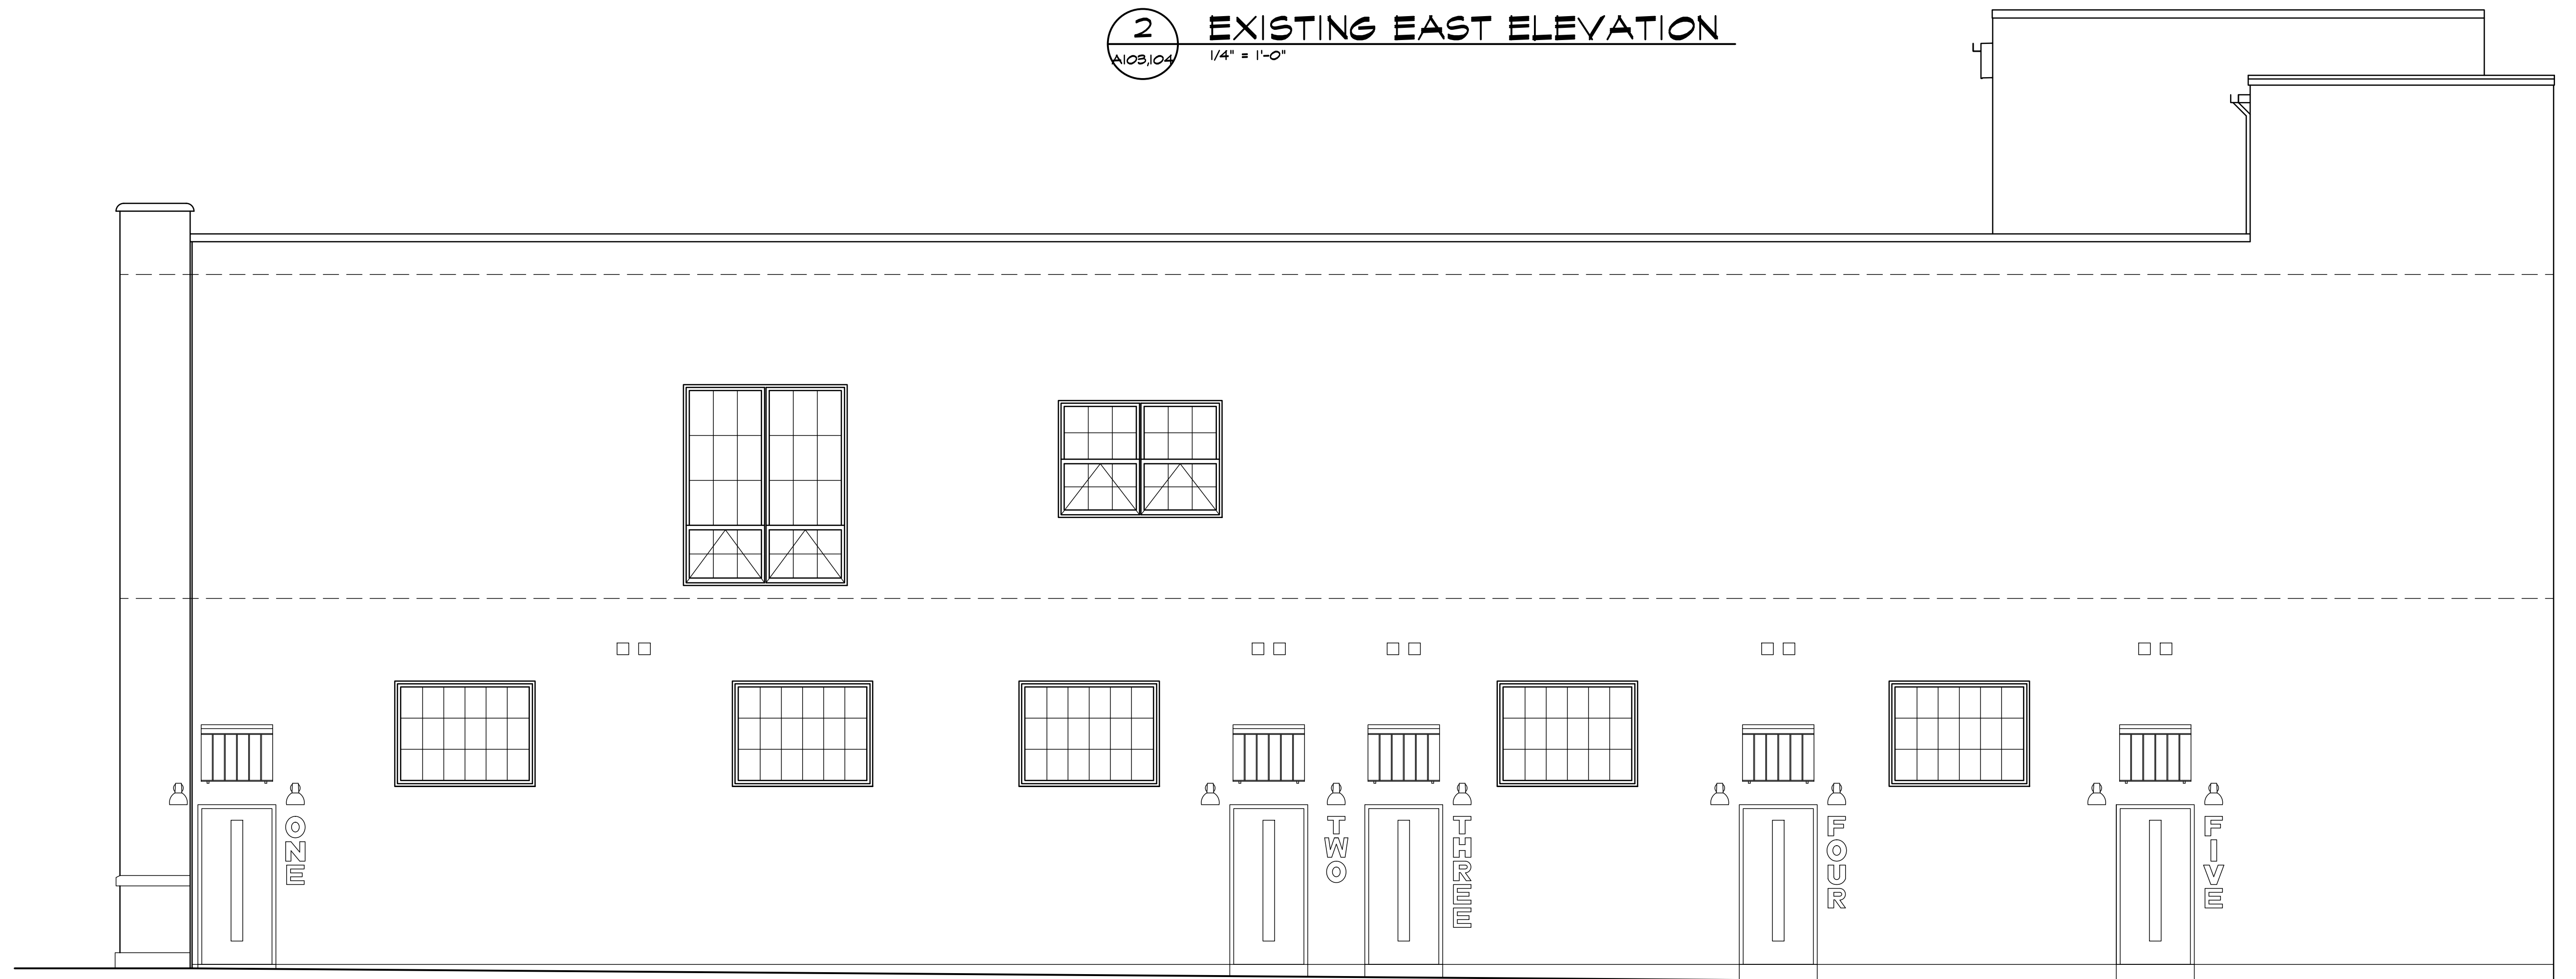 2
A103,104
EXISTING EAST ELEVATION
1/4" = 1'-0"
ONE
TWO
THREE
FOUR
FIVE